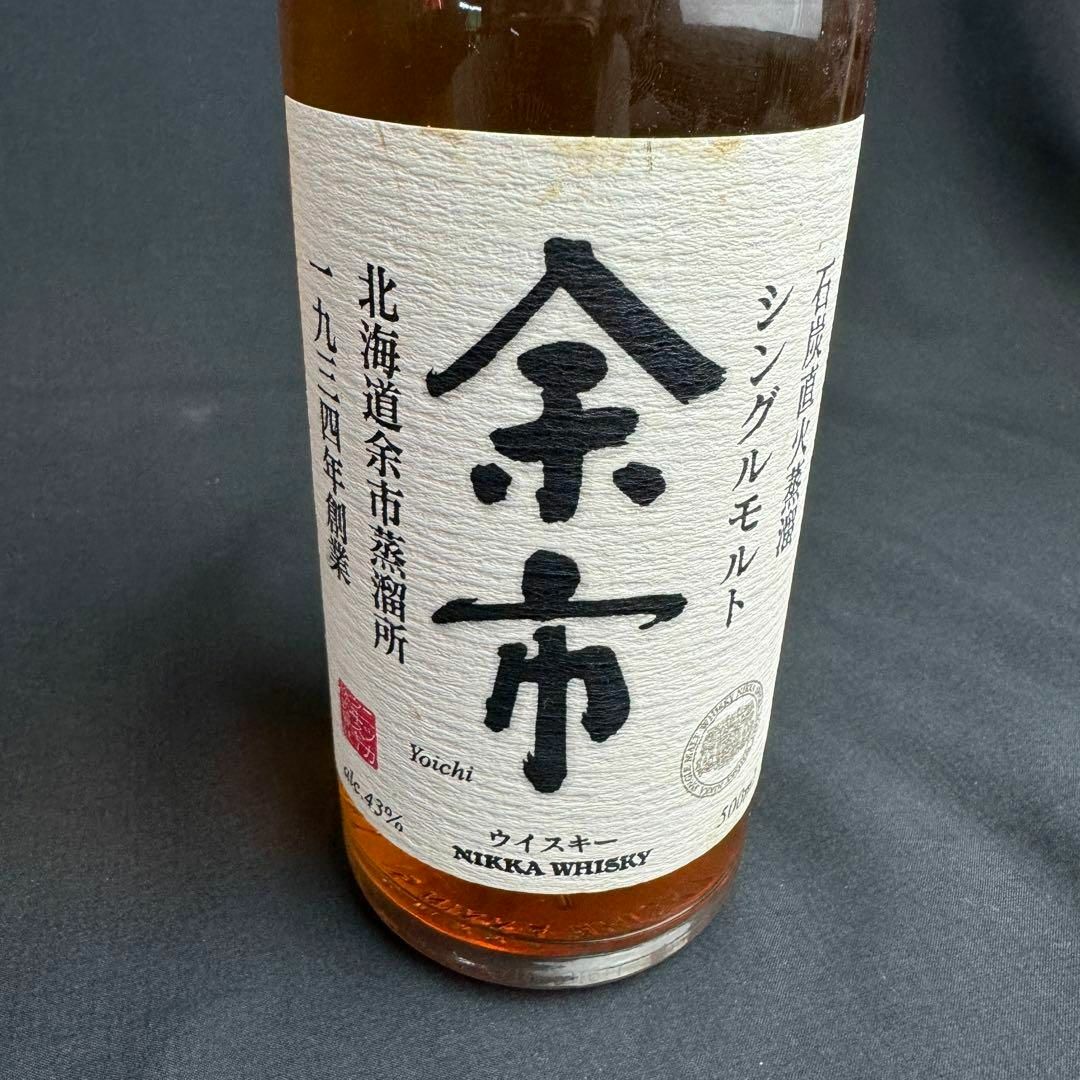 石炭直火蒸溜
シングルモルト
余市
北海道余市蒸溜所
一九三四年創業
Yoichi
alc.43%
ウイスキー
NIKKA WHISKY